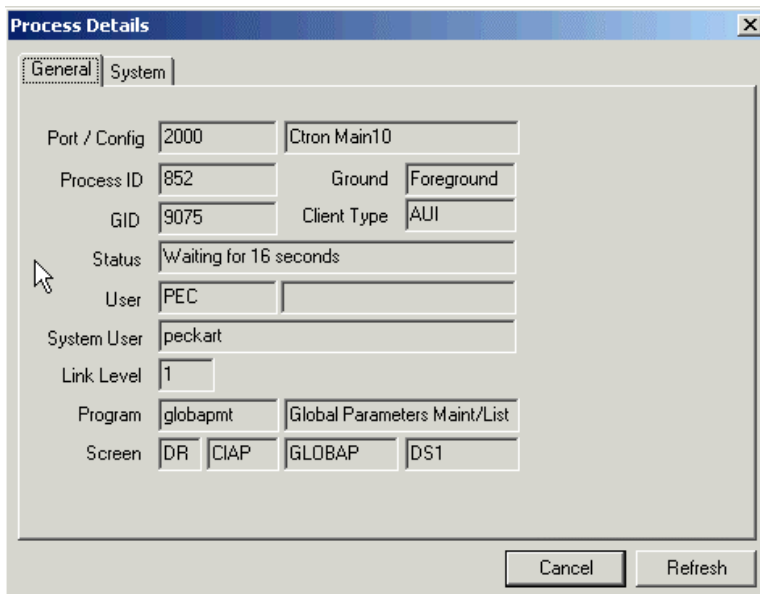 Process Details
General System
Port / Config 2000 Ctron Main10
Process ID 852 Ground Foreground
GID 9075 Client Type AUI
Status Waiting for 16 seconds
User PEC
System User peckart
Link Level 1
Program globapmt Global Parameters Maint/List
Screen DR CIAP GLOBAP DS1
Cancel Refresh